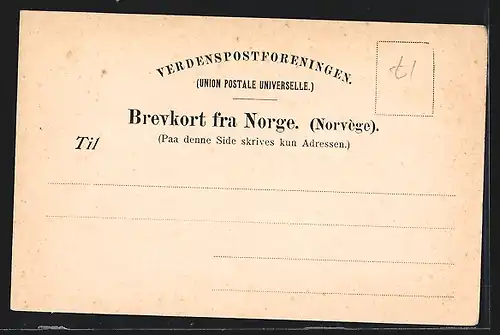 VERDENSPOSTFORENINGEN.
(UNION POSTALE UNIVERSELLE.)
Brevkort fra Norge. (Norvège).
(Paa denne Side skrives kun Adressen.)
Til